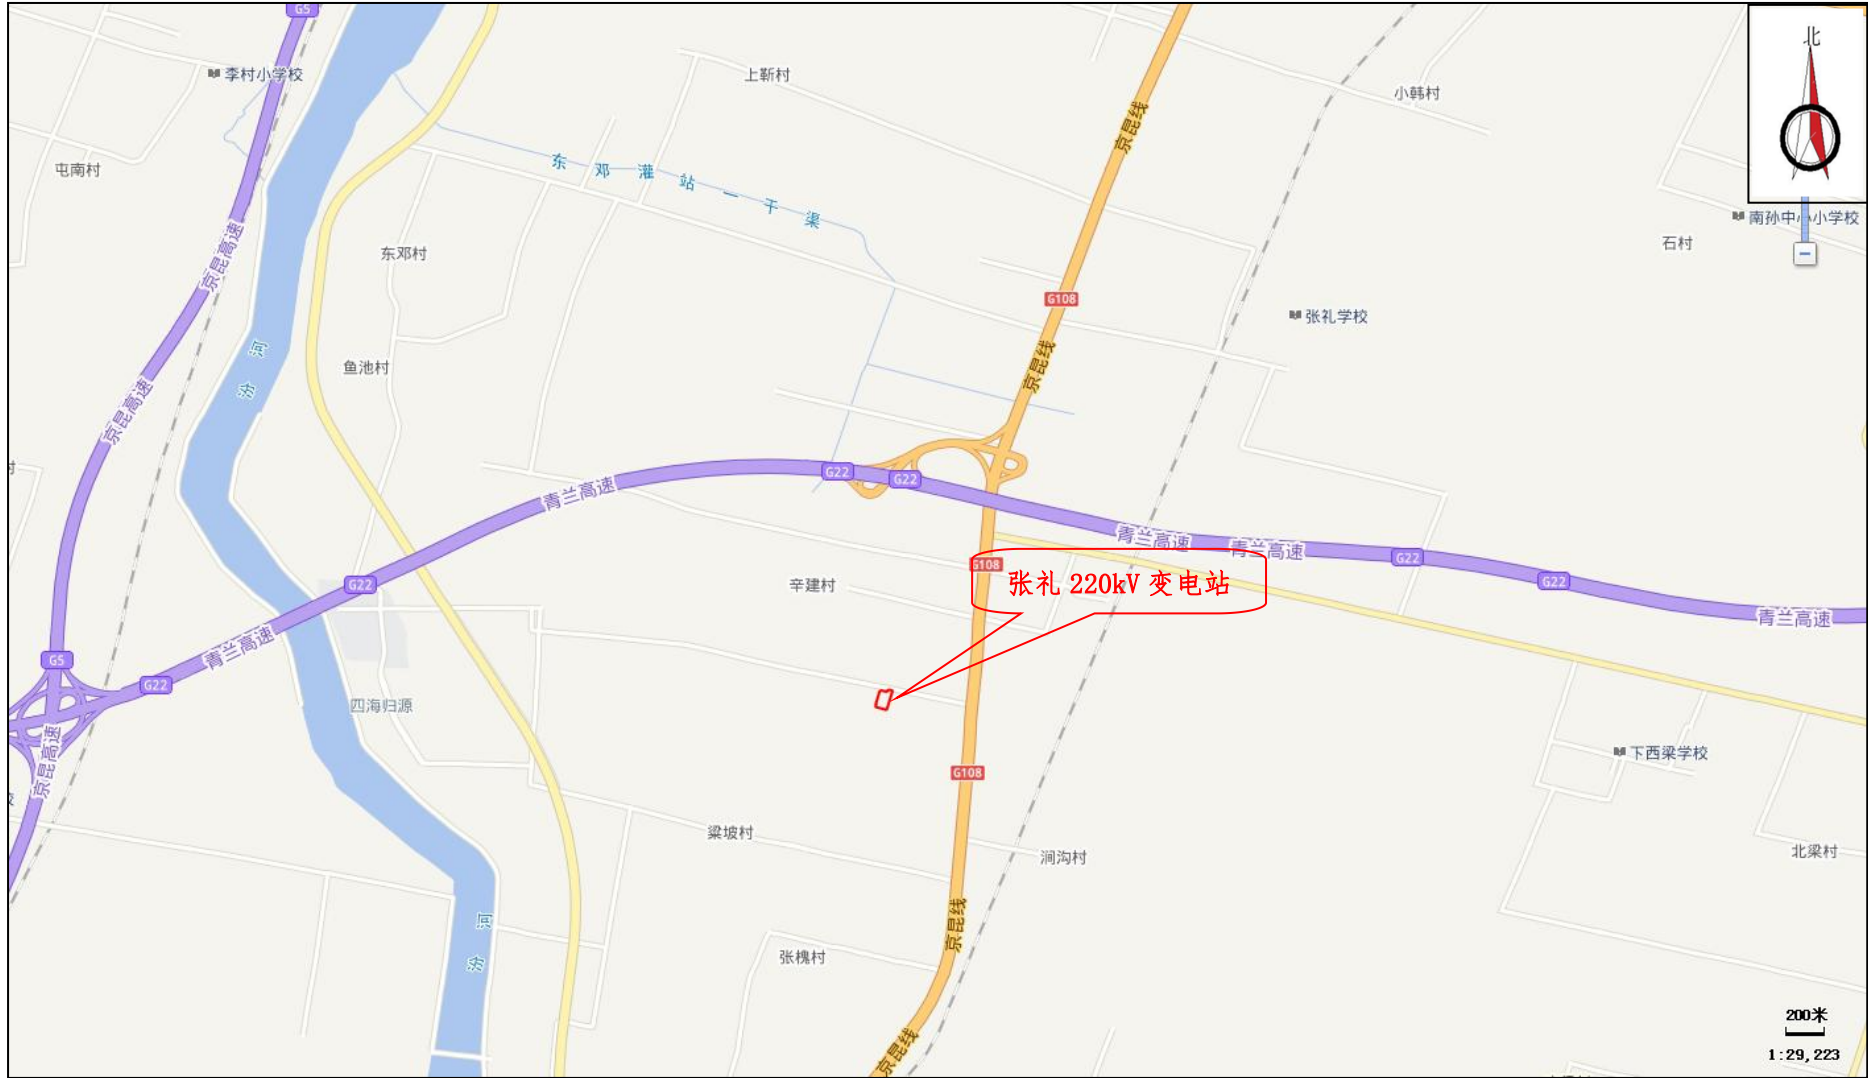 G5
北
李村小学校
上靳村
小韩村
京昆线
屯南村
东邓灌站一干渠
南孙中心小学校
石村
东邓村
京昆高速
G108
张礼学校
汾河
鱼池村
京昆线
京昆高速
G22
G22
青兰高速
青兰高速
青兰高速
G22
G108
G22
张礼220kV变电站
辛建村
G22
青兰高速
青兰高速
G5
G22
四海归源
京昆高速
下西梁学校
G108
梁坡村
涧沟村
北梁村
京昆线
汾河
张槐村
200米
京昆线
1:29,223